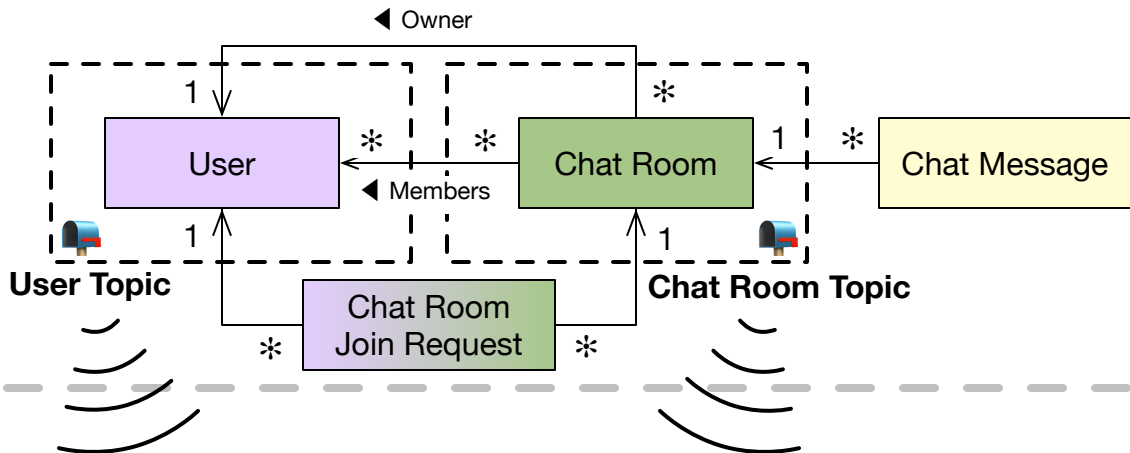 ◀ Owner
1
*
User
*
*
Chat Room
1
*
Chat Message
◀ Members
1
1
User Topic
Chat Room Topic
*
Chat Room
Join Request
*